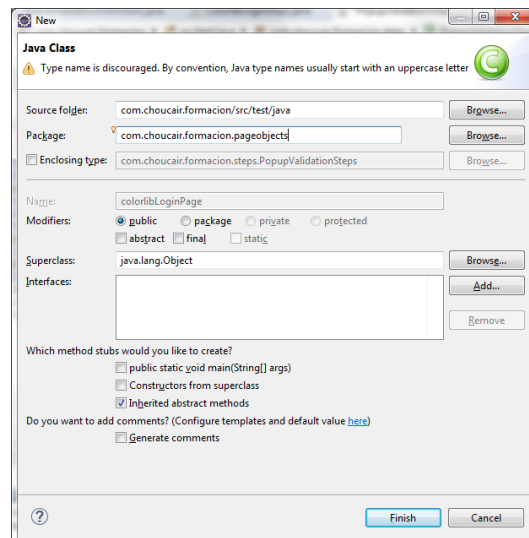 New
Java Class
Type name is discouraged. By convention, Java type names usually start with an uppercase letter
Source folder: com.choucair.formacion/src/test/java Browse...
Package: com.choucair.formacion.pageobjects Browse...
Enclosing type: com.choucair.formacion.steps.PopupValidationSteps Browse...
Name: colorlibLoginPage
Modifiers: public package private protected
abstract final static
Superclass: java.lang.Object Browse...
Interfaces: Add...
Remove
Which method stubs would you like to create?
public static void main(String[] args)
Constructors from superclass
Inherited abstract methods
Do you want to add comments? (Configure templates and default value here)
Generate comments
? Finish Cancel